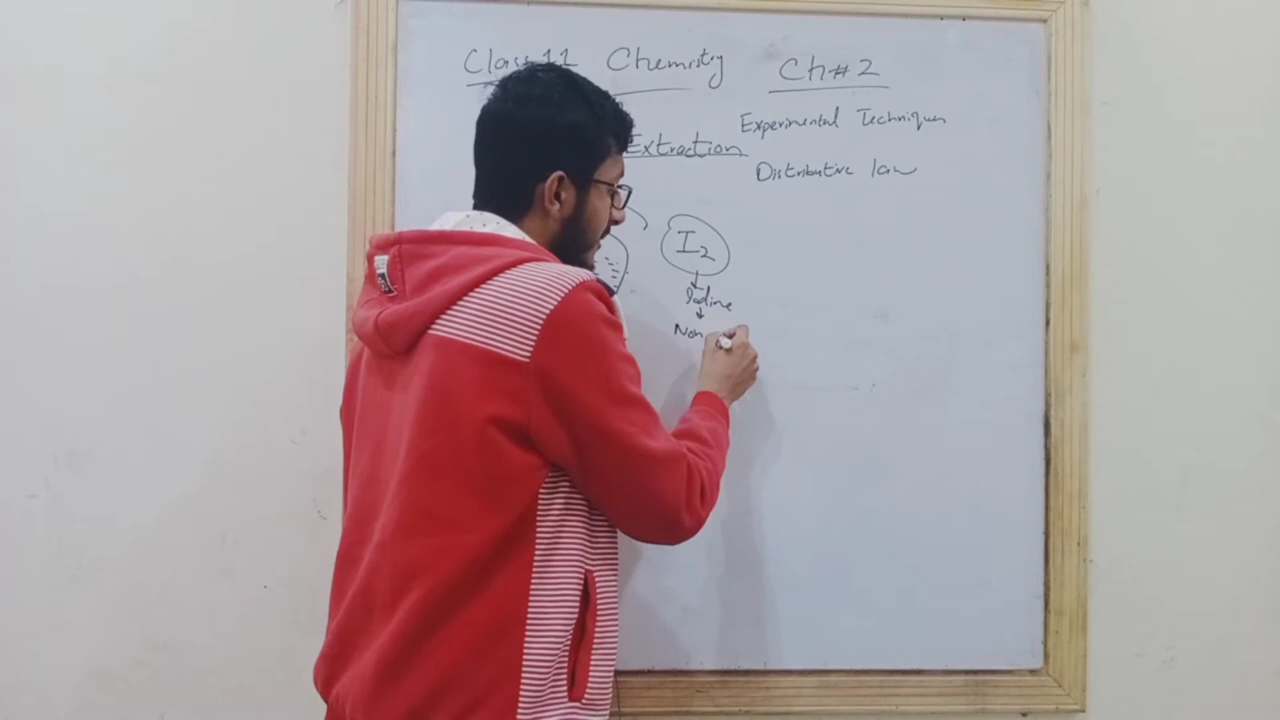 Class 11 Chemistry Ch#2
Experimental Techniques
Extraction
Distributive law
I2
Iodine
Non